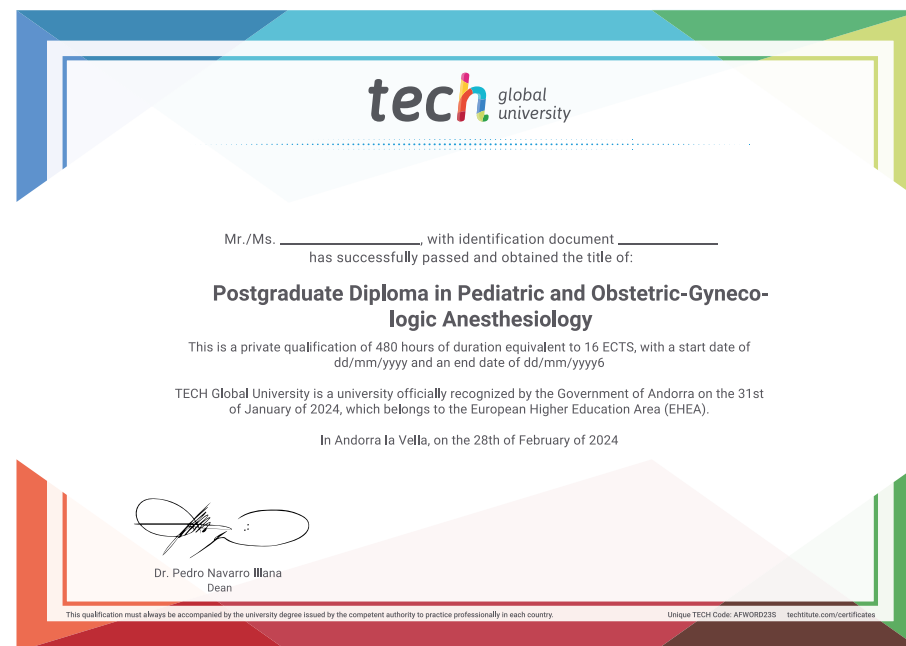 tech global university
Mr./Ms. __________________, with identification document _____________
has successfully passed and obtained the title of:
Postgraduate Diploma in Pediatric and Obstetric-Gyneco-
logic Anesthesiology
This is a private qualification of 480 hours of duration equivalent to 16 ECTS, with a start date of
dd/mm/yyyy and an end date of dd/mm/yyyy6
TECH Global University is a university officially recognized by the Government of Andorra on the 31st
of January of 2024, which belongs to the European Higher Education Area (EHEA).
In Andorra la Vella, on the 28th of February of 2024
Dr. Pedro Navarro Illana
Dean
This qualification must always be accompanied by the university degree issued by the competent authority to practice professionally in each country.
Unique TECH Code: AFWORD23S techtitute.com/certificates